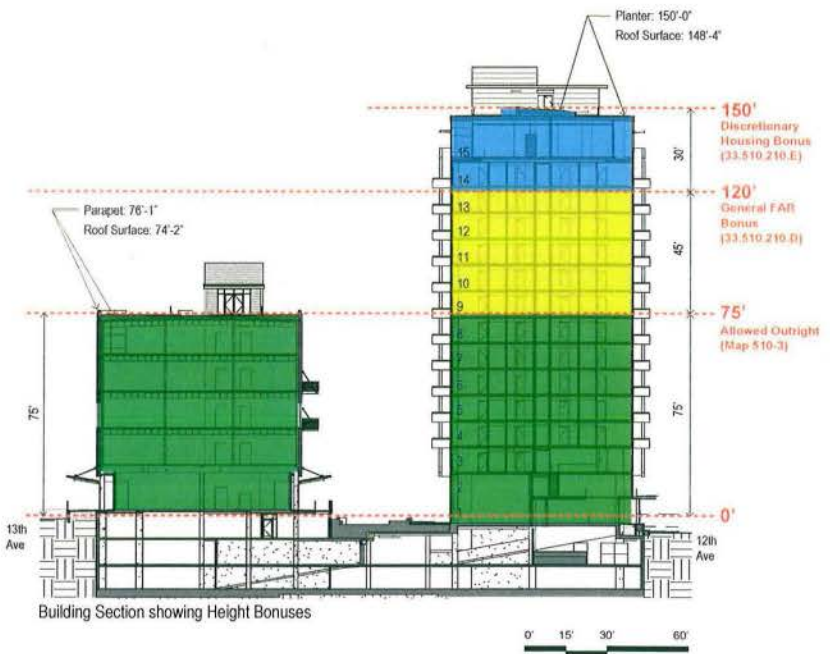 Planter: 150'-0"
Roof Surface: 148'-4"
150'
Discretionary
Housing Bonus
(33.510.210.E)
30'
15
14
120'
General FAR
Bonus
(33.510.210.D)
Parapet: 76'-1"
Roof Surface: 74'-2"
13
12
11
10
9
45'
75'
Allowed Outright
(Map 510-3)
8
7
6
5
4
3
75'
75'
0'
13th
Ave
12th
Ave
Building Section showing Height Bonuses
0' 15' 30' 60'